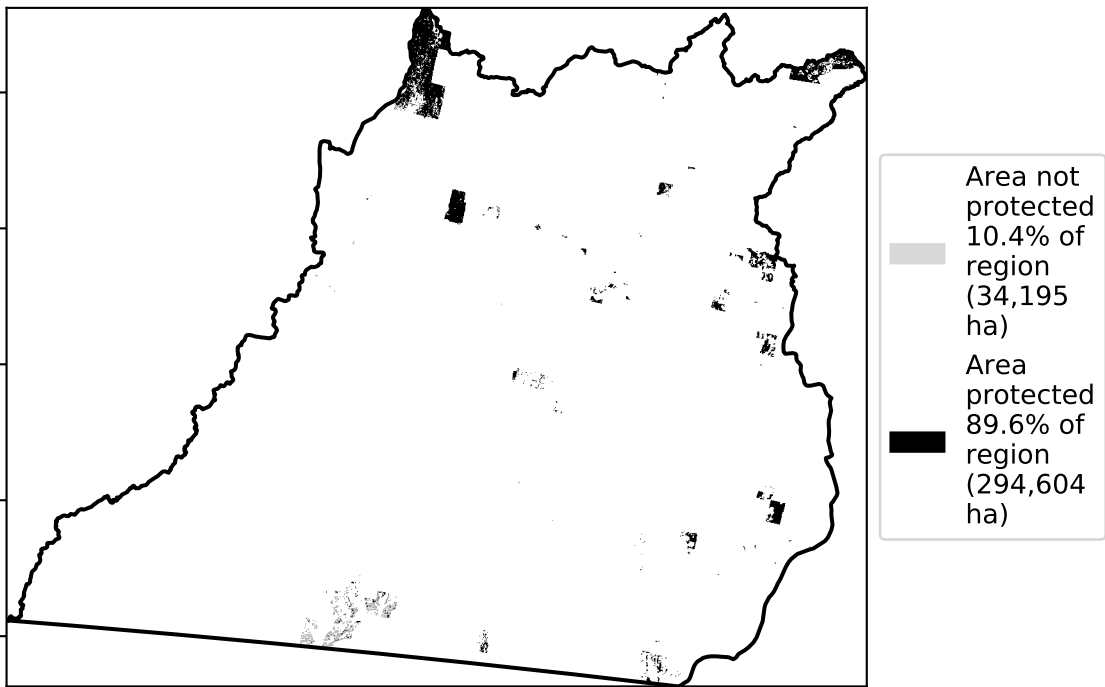 Area not
protected
10.4% of
region
(34,195
ha)
Area
protected
89.6% of
region
(294,604
ha)